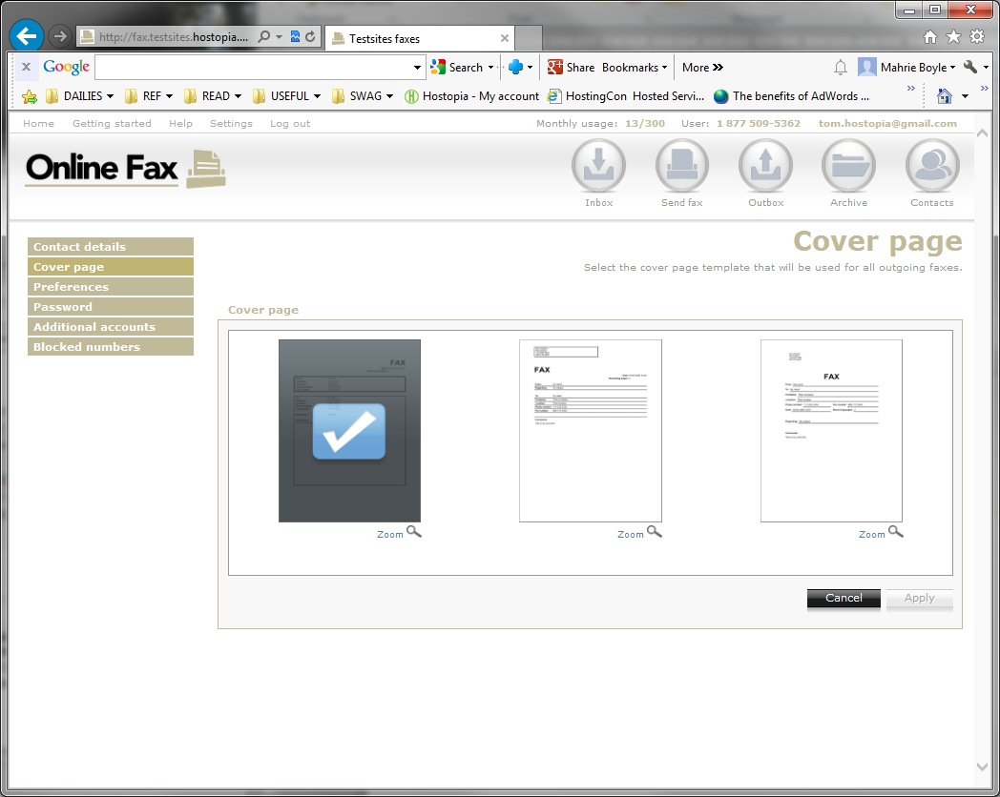 http://fax.testsites.hostopia....
Testsites faxes
x Google Search Share Bookmarks More » Mahrie Boyle
DAILIES REF READ USEFUL SWAG Hostopia - My account HostingCon Hosted Servi... The benefits of AdWords ... » »
Home Getting started Help Settings Log out Monthly usage: 13/300 User: 1 877 509-5362 tom.hostopia@gmail.com
Online Fax
Inbox Send fax Outbox Archive Contacts
Cover page
Select the cover page template that will be used for all outgoing faxes.
Contact details
Cover page
Preferences
Password
Additional accounts
Blocked numbers
Cover page
FAX
FAX
FAX
Zoom Zoom Zoom
Cancel Apply